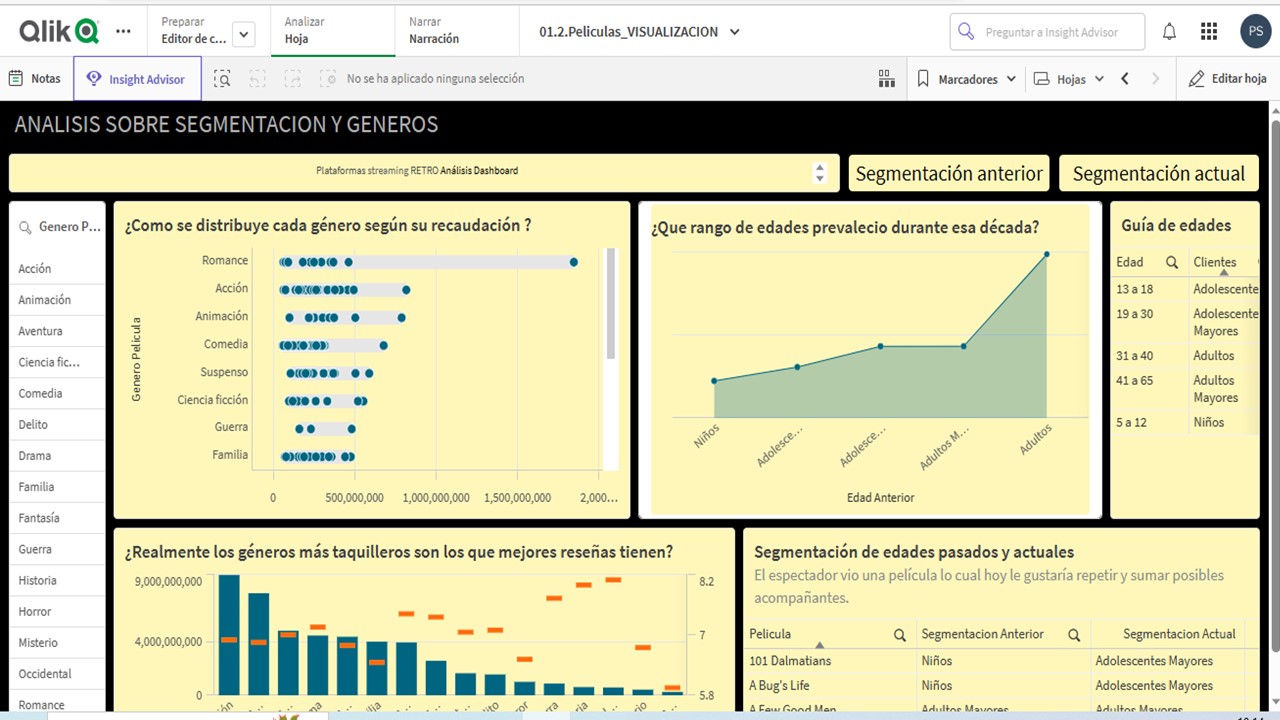 Qlik
Preparar
Editor de c...
Analizar
Hoja
Narrar
Narración
01.2.Peliculas_VISUALIZACION
Preguntar a Insight Advisor
PS
Notas
Insight Advisor
No se ha aplicado ninguna selección
Marcadores
Hojas
Editar hoja
ANALISIS SOBRE SEGMENTACION Y GENEROS
Plataformas streaming RETRO Análisis Dashboard
Segmentación anterior
Segmentación actual
Genero P...
Acción
Animación
Aventura
Ciencia fic...
Comedia
Delito
Drama
Familia
Fantasía
Guerra
Historia
Horror
Misterio
Occidental
Romance
¿Como se distribuye cada género según su recaudación ?
Genero Pelicula
Romance
Acción
Animación
Comedia
Suspenso
Ciencia ficción
Guerra
Familia
0
500,000,000
1,000,000,000
1,500,000,000
2,000...
¿Que rango de edades prevalecio durante esa década?
Niños
Adolesce...
Adolesce...
Adultos M...
Adultos
Edad Anterior
Guía de edades
Edad
Clientes
13 a 18 Adolescente
19 a 30 Adolescente
Mayores
31 a 40 Adultos
41 a 65 Adultos
Mayores
5 a 12 Niños
¿Realmente los géneros más taquilleros son los que mejores reseñas tienen?
9,000,000,000
4,000,000,000
0
8.2
7
5.8
Segmentación de edades pasados y actuales
El espectador vio una película lo cual hoy le gustaría repetir y sumar posibles
acompañantes.
Pelicula Segmentacion Anterior Segmentacion Actual
101 Dalmatians Niños Adolescentes Mayores
A Bug's Life Niños Adolescentes Mayores
A Few Good Men Adultos Mayores Adultos Mayores